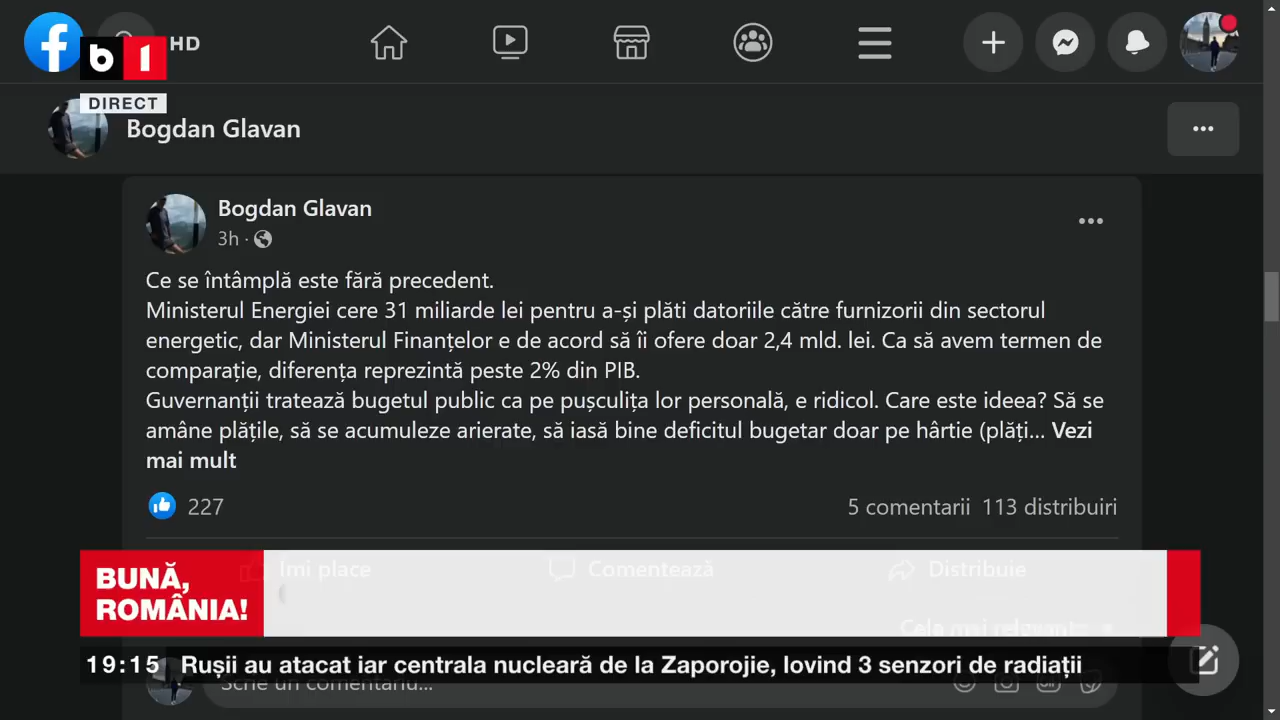 b1
HD
DIRECT
Bogdan Glavan
Bogdan Glavan
3h
Ce se întâmplă este fără precedent.
Ministerul Energiei cere 31 miliarde lei pentru a-și plăti datoriile către furnizorii din sectorul
energetic, dar Ministerul Finanțelor e de acord să îi ofere doar 2,4 mld. lei. Ca să avem termen de
comparație, diferența reprezintă peste 2% din PIB.
Guvernanții tratează bugetul public ca pe pușculița lor personală, e ridicol. Care este ideea? Să se
amâne plățile, să se acumuleze arierate, să iasă bine deficitul bugetar doar pe hârtie (plăți... Vezi
mai mult
227
5 comentarii 113 distribuiri
Îmi place Comentează Distribuie
BUNĂ,
ROMÂNIA!
Cele mai relevante
19:15 Rușii au atacat iar centrala nucleară de la Zaporojie, lovind 3 senzori de radiații
Scrie un comentariu...